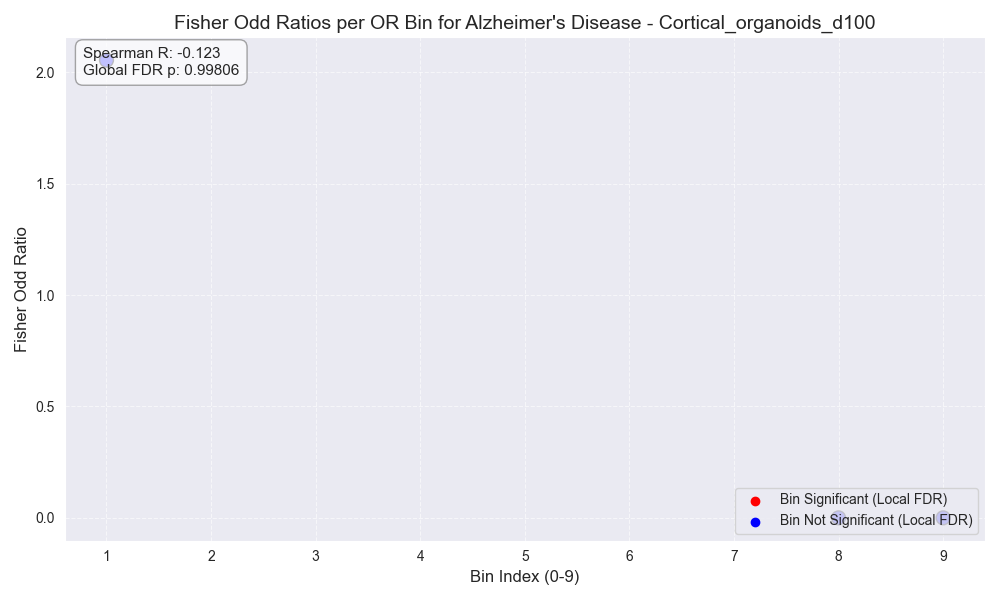 Fisher Odd Ratios per OR Bin for Alzheimer's Disease - Cortical_organoids_d100
Spearman R: -0.123
Global FDR p: 0.99806
Fisher Odd Ratio
2.0
1.5
1.0
0.5
0.0
Bin Significant (Local FDR)
Bin Not Significant (Local FDR)
1 2 3 4 5 6 7 8 9
Bin Index (0-9)